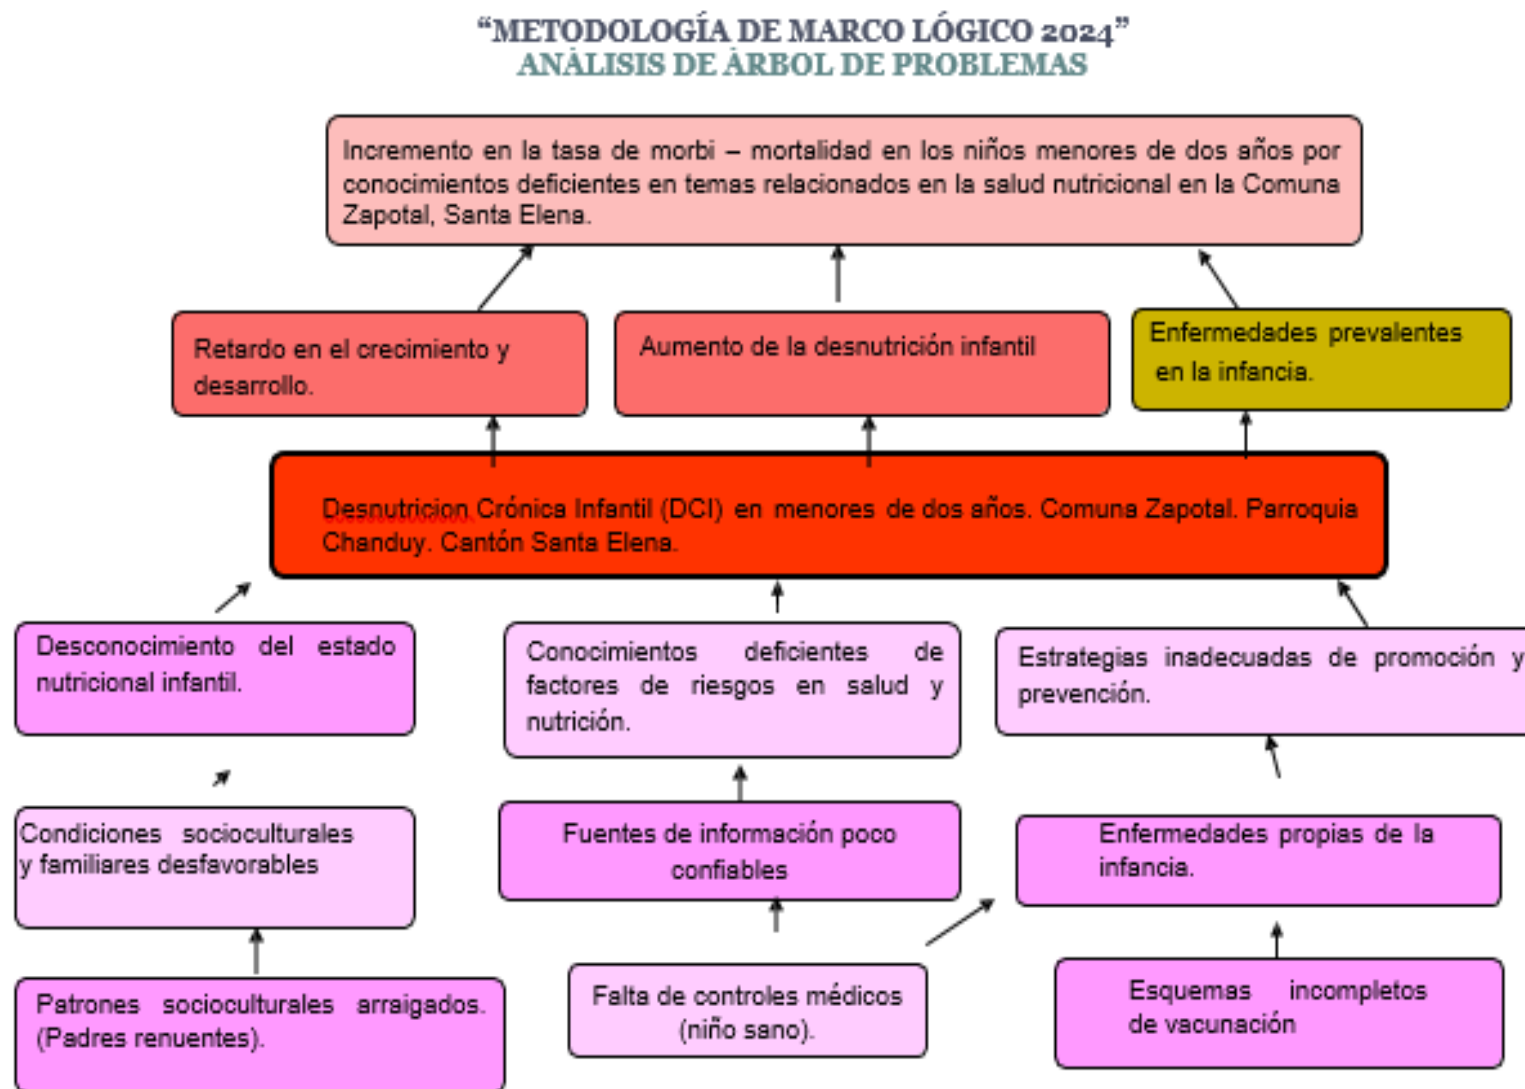 “METODOLOGÍA DE MARCO LÓGICO 2024”
ANÀLISIS DE ÀRBOL DE PROBLEMAS
Incremento en la tasa de morbi – mortalidad en los niños menores de dos años por
conocimientos deficientes en temas relacionados en la salud nutricional en la Comuna
Zapotal, Santa Elena.
Retardo en el crecimiento y
desarrollo.
Aumento de la desnutrición infantil
Enfermedades prevalentes
en la infancia.
Desnutricion Crónica Infantil (DCI) en menores de dos años. Comuna Zapotal. Parroquia
Chanduy. Cantón Santa Elena.
Desconocimiento del estado
nutricional infantil.
Conocimientos deficientes de
factores de riesgos en salud y
nutrición.
Estrategias inadecuadas de promoción y
prevención.
Condiciones socioculturales
y familiares desfavorables
Fuentes de información poco
confiables
Enfermedades propias de la
infancia.
Patrones socioculturales arraigados.
(Padres renuentes).
Falta de controles médicos
(niño sano).
Esquemas incompletos
de vacunación